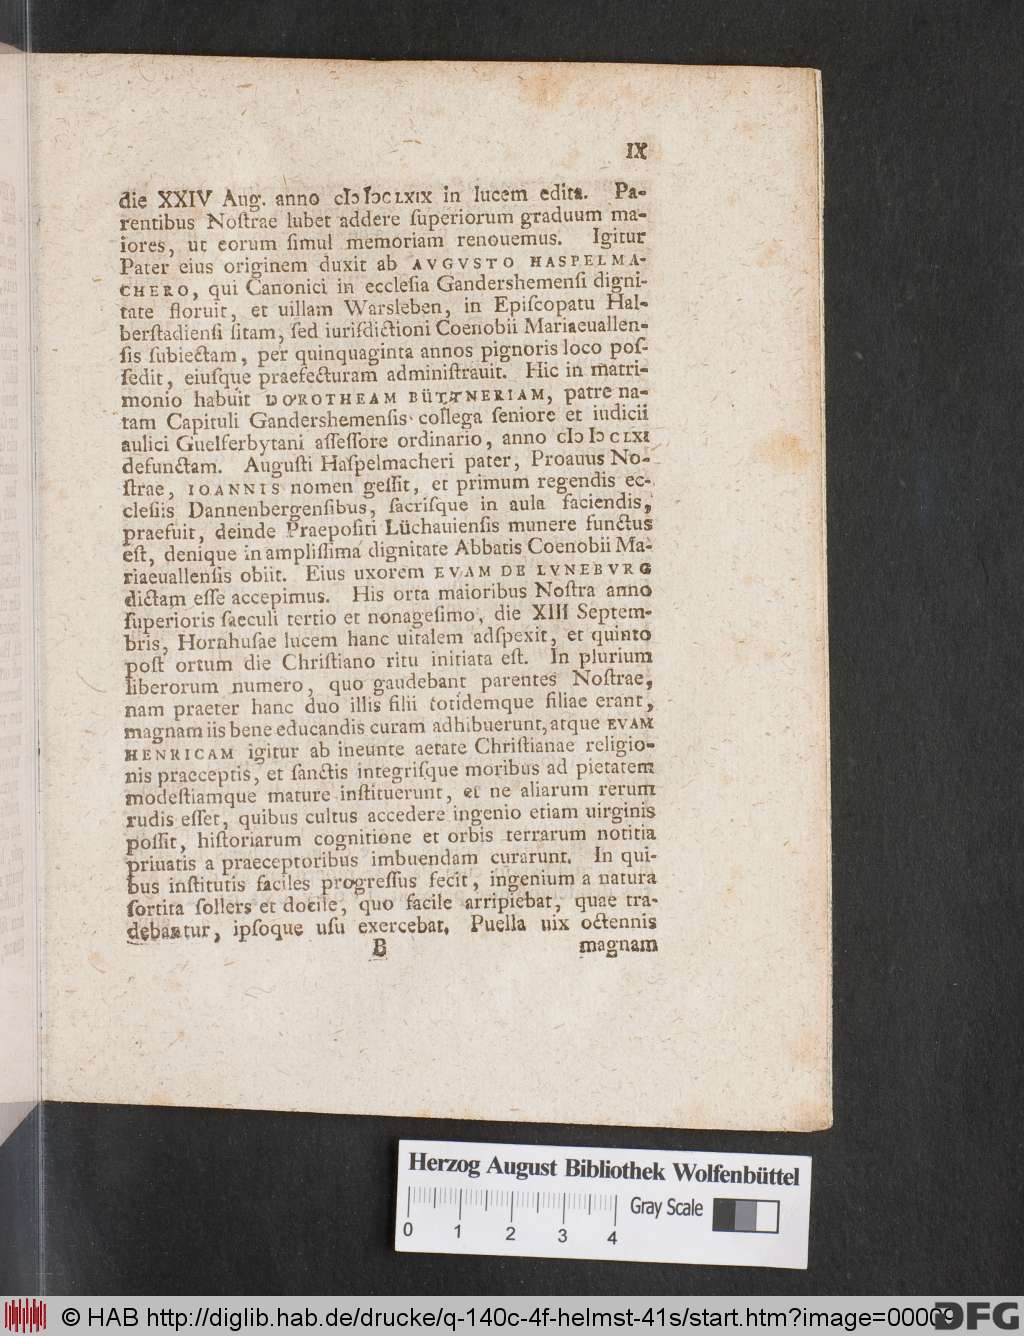 IX
die XXIV Aug. anno cIↃ IↃCLXIX in lucem edita. Pa-
rentibus Noſtrae lubet addere ſuperiorum graduum ma-
iores, ut eorum ſimul memoriam renouemus. Igitur
Pater eius originem duxit ab AVGVSTO HASPELMA-
CHERO, qui Canonici in eccleſia Gandershemenſi digni-
tate floruit, et uillam Warsleben, in Epiſcopatu Hal-
berſtadienſi ſitam, ſed iurisdictioni Coenobii Mariaeuallen-
ſis ſubiectam, per quinquaginta annos pignoris loco poſ-
ſedit, eiuſque praefecturam adminiſtrauit. Hic in matri-
monio habuit DOROTHEAM BÜTTNERIAM, patre na-
tam Capituli Gandershemenſis collega ſeniore et iudicii
aulici Guelferbytani aſſeſſore ordinario, anno cIↃ IↃ CLXI
defunctam. Auguſti Haſpelmacheri pater, Proauus No-
ſtrae, IOANNIS nomen geſſit, et primum regendis ec-
cleſiis Dannenbergenſibus, ſacriſque in aula faciendis,
praefuit, deinde Praepoſiti Lüchauienſis munere functus
eſt, denique in ampliſſima dignitate Abbatis Coenobii Ma-
riaeuallenſis obiit. Eius uxorem EVAM DE LVNEBVRG
dictam eſſe accepimus. His orta maioribus Noſtra anno
ſuperioris ſaeculi tertio et nonageſimo, die XIII Septem-
bris, Hornhuſae lucem hanc uitalem adſpexit, et quinto
poſt ortum die Chriſtiano ritu initiata eſt. In plurium
liberorum numero, quo gaudebant parentes Noſtrae,
nam praeter hanc duo illis filii totidemque filiae erant,
magnam iis bene educandis curam adhibuerunt, atque EVAM
HENRICAM igitur ab ineunte aetate Chriſtianae religio-
nis praeceptis, et ſanctis integriſque moribus ad pietatem
modeſtiamque mature inſtituerunt, et ne aliarum rerum
rudis eſſet, quibus cultus accedere ingenio etiam uirginis
poſſit, hiſtoriarum cognitione et orbis terrarum notitia
priuatis a praeceptoribus imbuendam curarunt. In qui-
bus inſtitutis faciles progreſſus fecit, ingenium a natura
ſortita ſollers et docile, quo facile arripiebat, quae tra-
debantur, ipſoque uſu exercebat. Puella uix octennis
B magnam
Herzog August Bibliothek Wolfenbüttel
Gray Scale
0 1 2 3 4
© HAB http://diglib.hab.de/drucke/q-140c-4f-helmst-41s/start.htm?image=00009
DFG